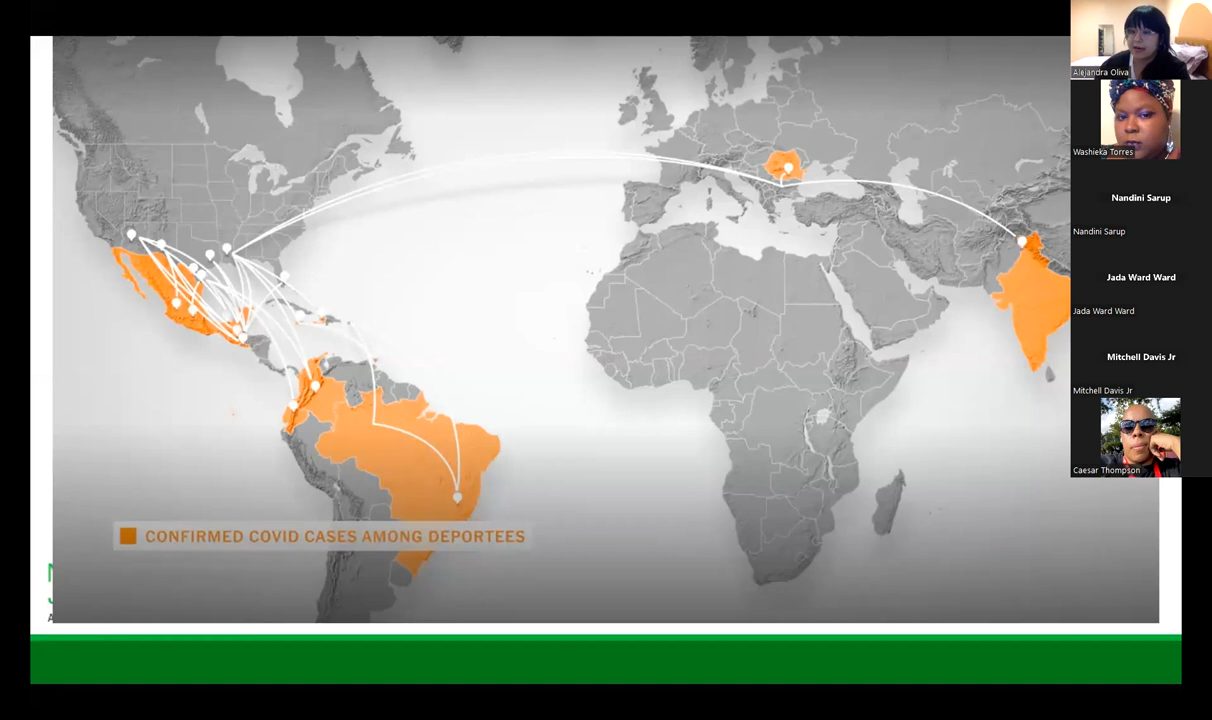 CONFIRMED COVID CASES AMONG DEPORTEES
Alejandra Oliva
Washieka Torres
Nandini Sarup
Nandini Sarup
Jada Ward Ward
Jada Ward Ward
Mitchell Davis Jr
Mitchell Davis Jr
Caesar Thompson